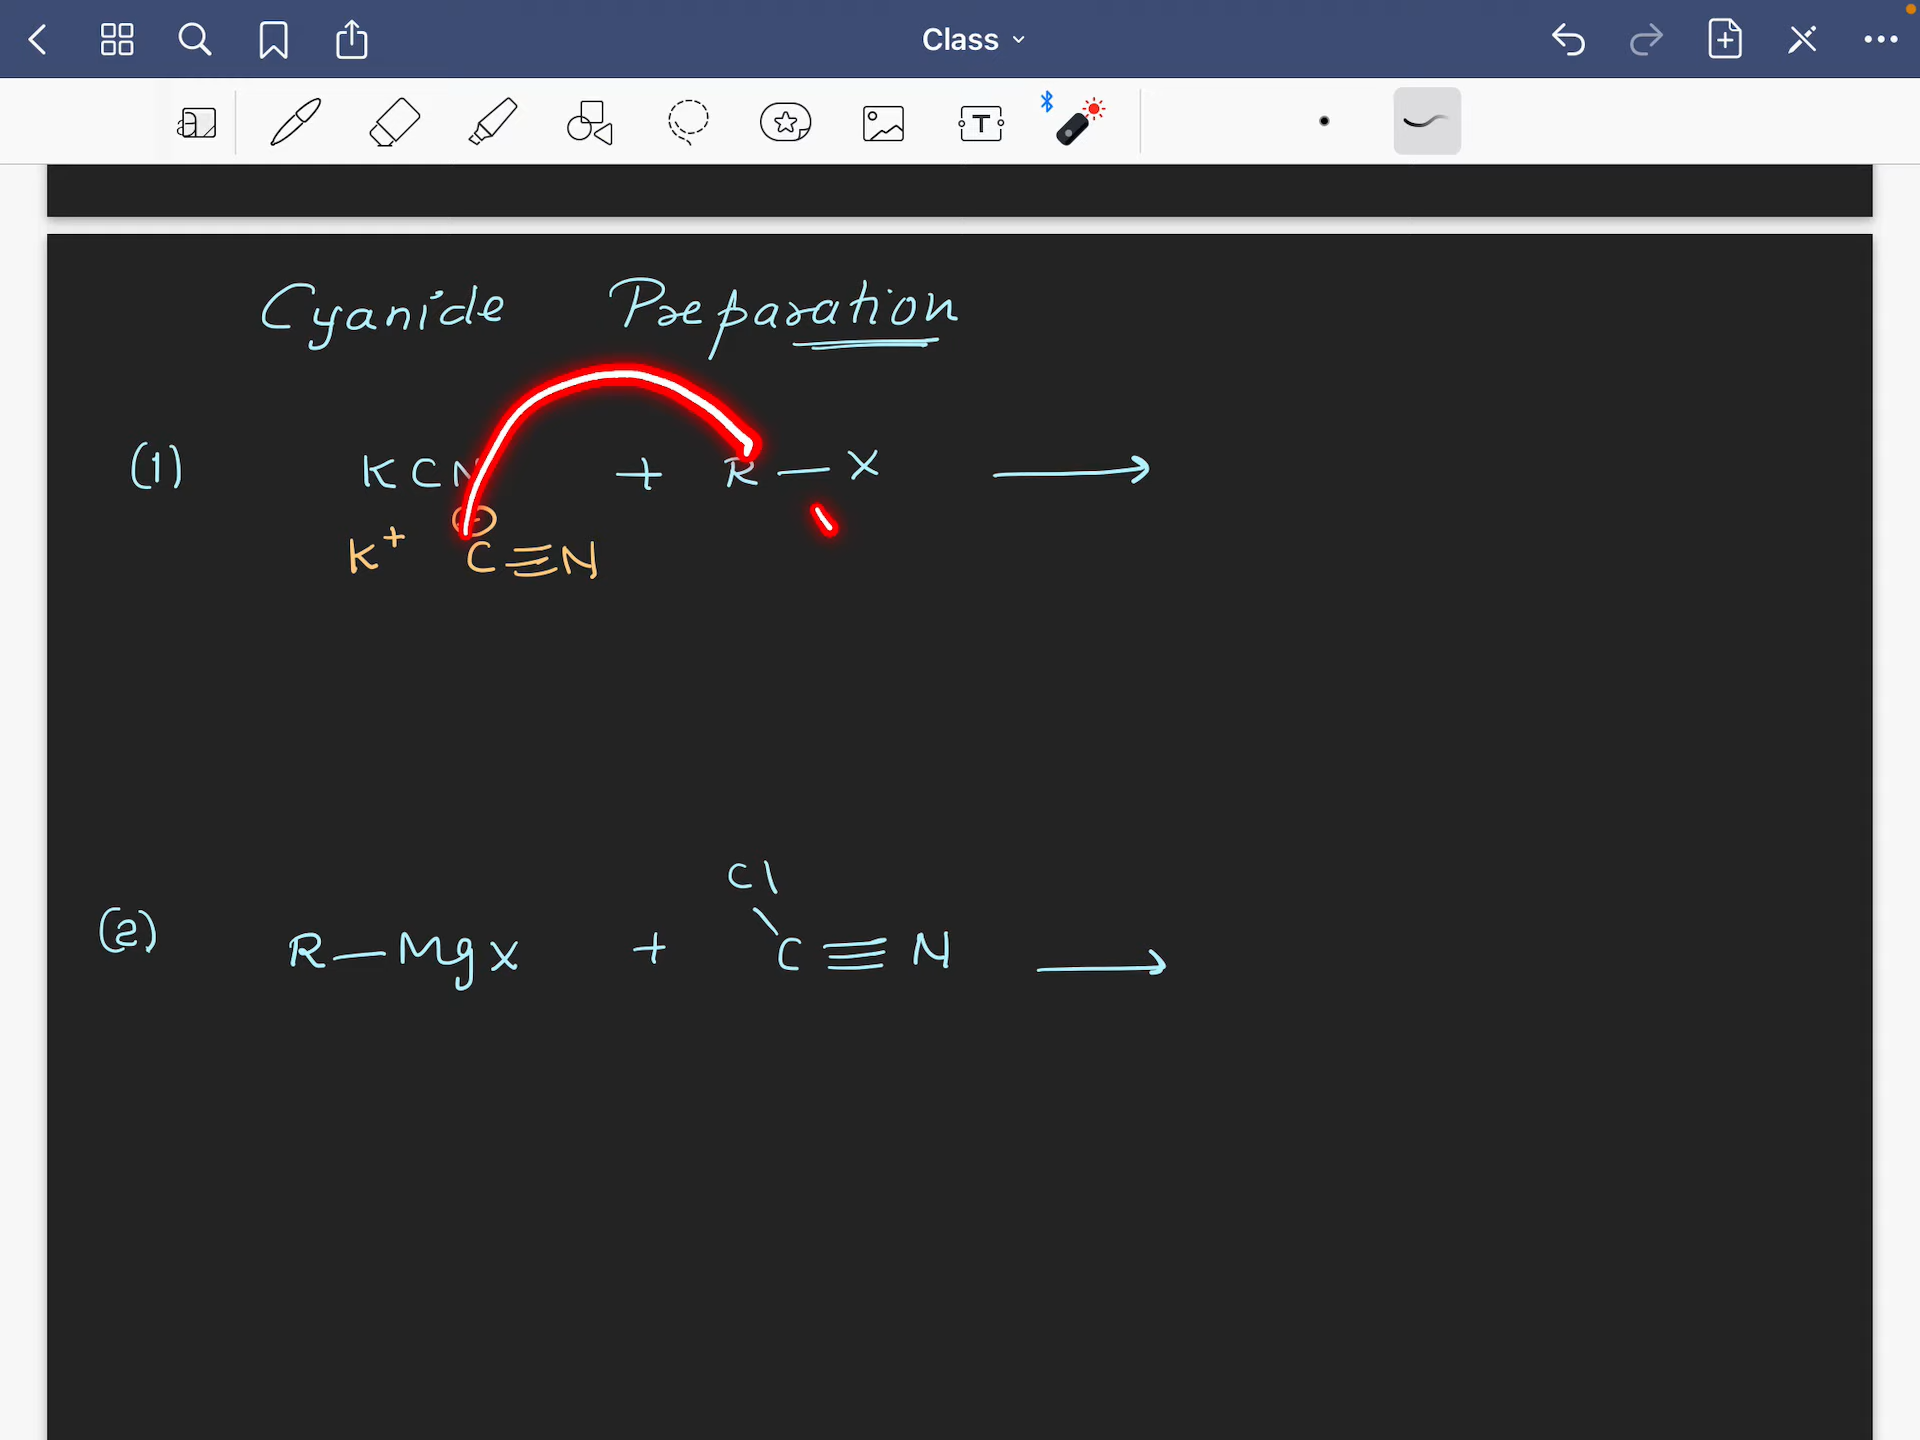 Class
Cyanide Preparation
(1) KCN + R — X ⟶
K⁺ ⊖
C≡N
Cl
(2) R—Mgx + C≡N ⟶